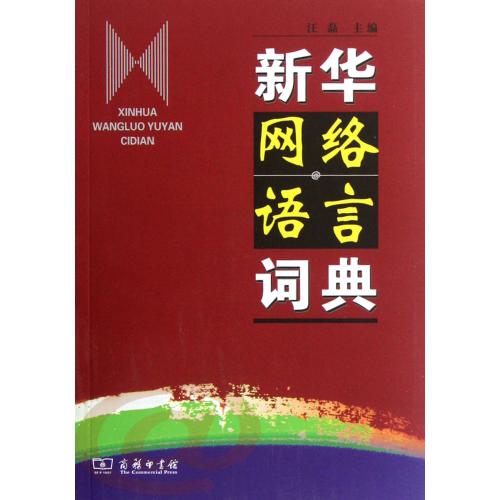 汪磊 主编
XINHUA
WANGLUO YUYAN
CIDIAN
新华
网络
@
语言
词典
商务印书馆
The Commercial Press